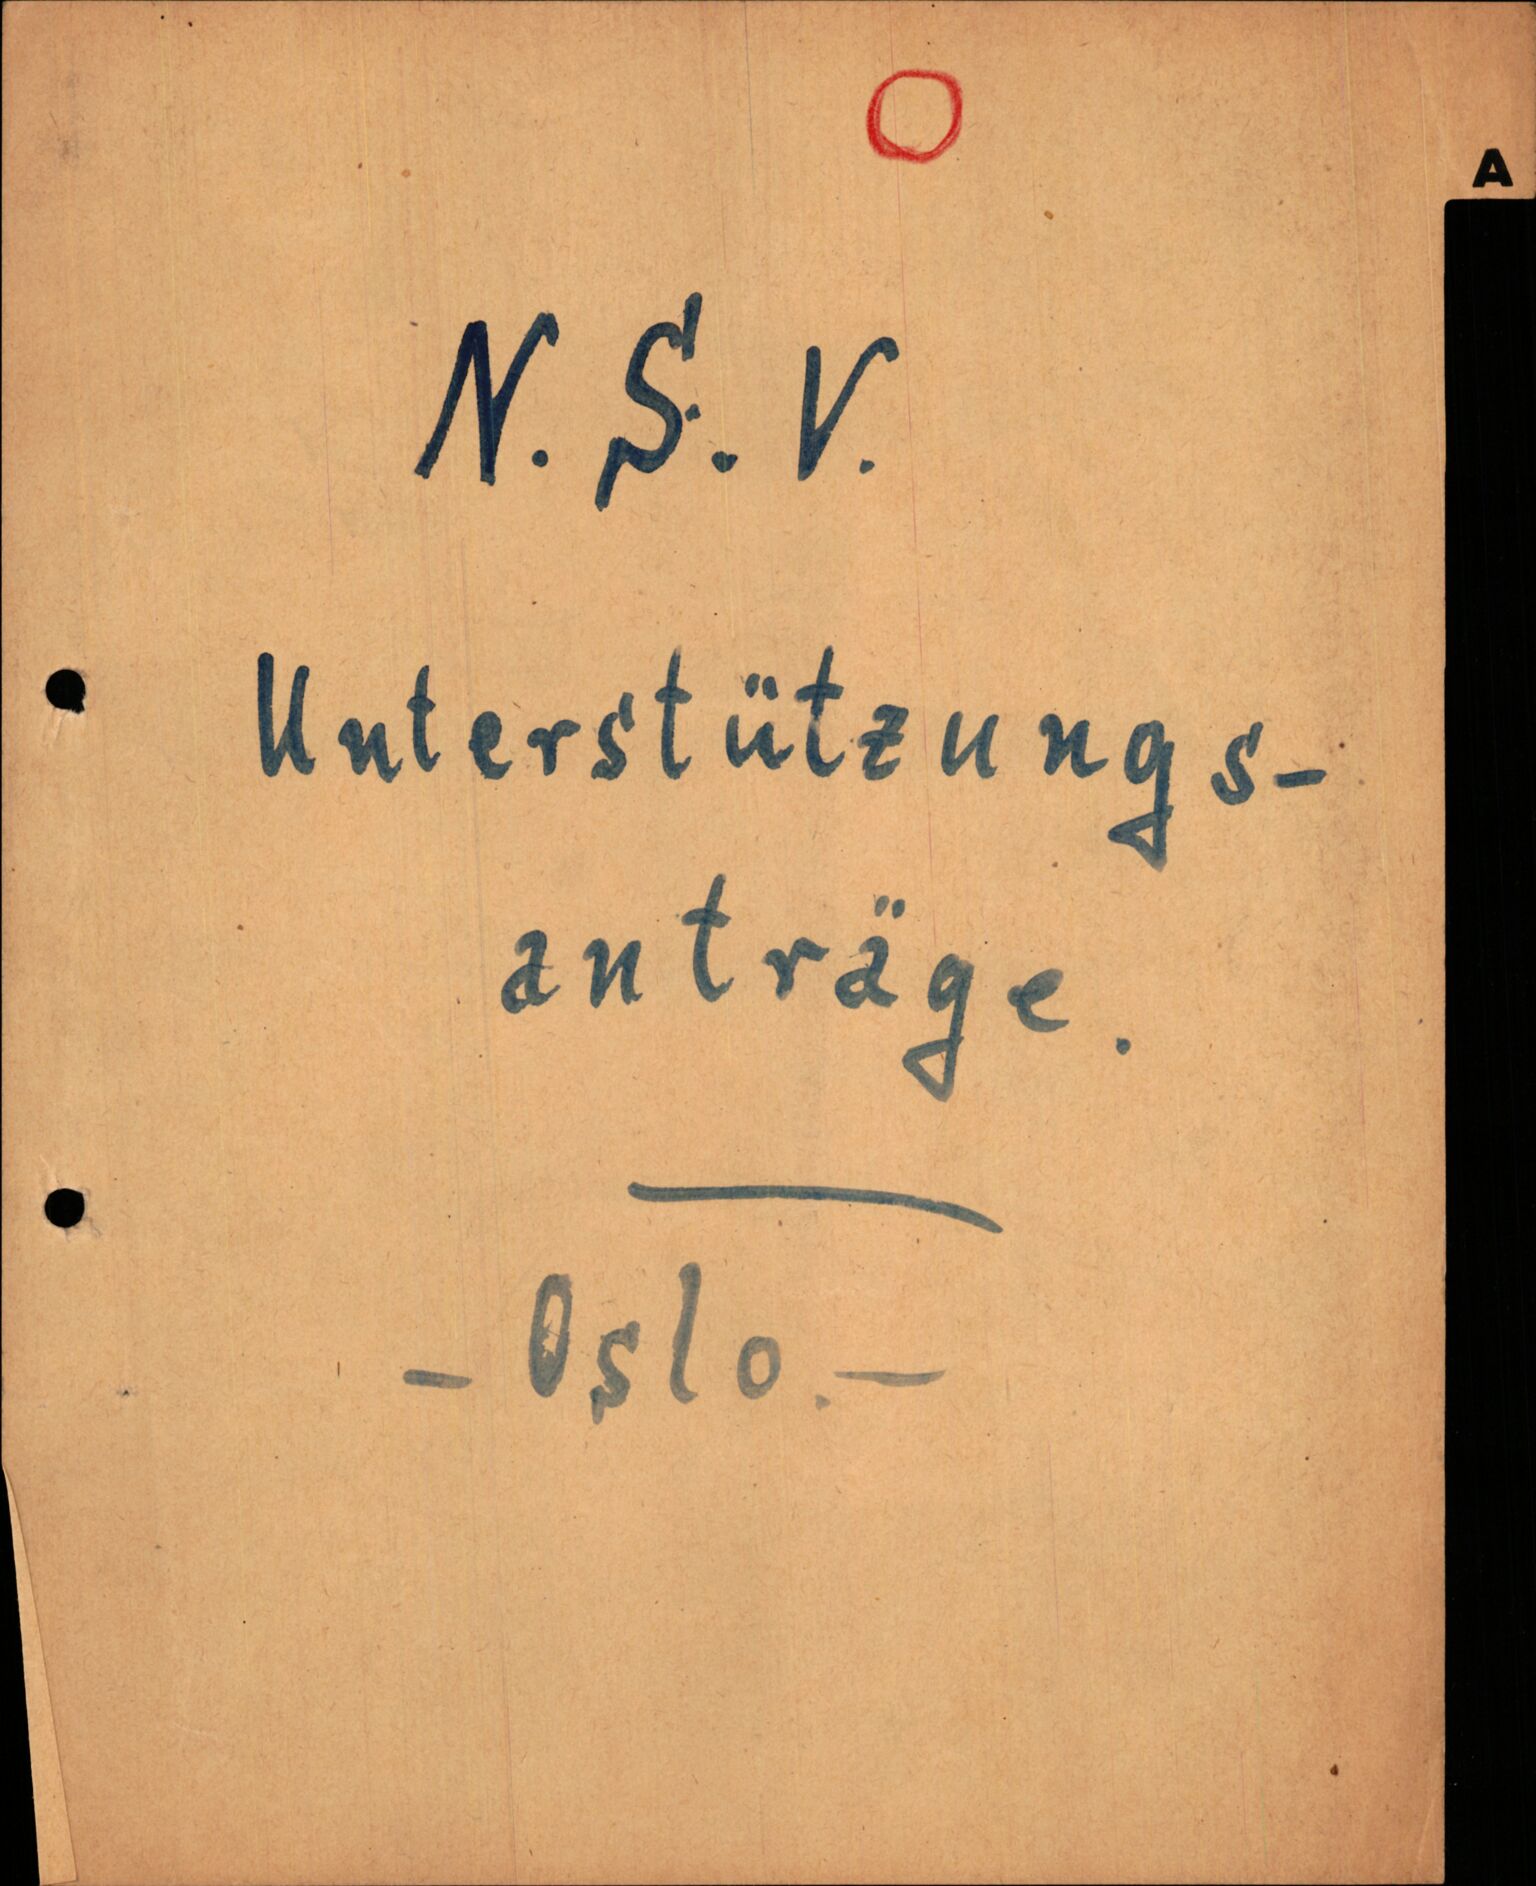 A
N. S. V.
Unterstützungs-
anträge.
- Oslo. -